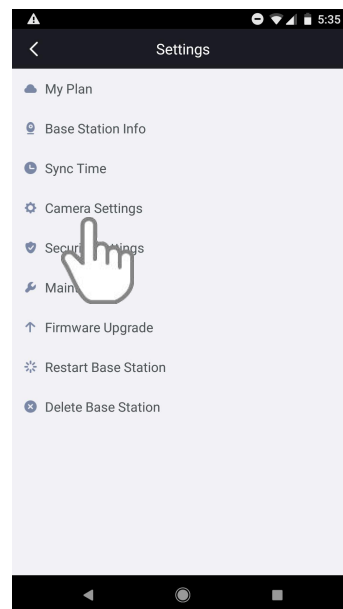 5:35
Settings
My Plan
Base Station Info
Sync Time
Camera Settings
Firmware Upgrade
Restart Base Station
Delete Base Station